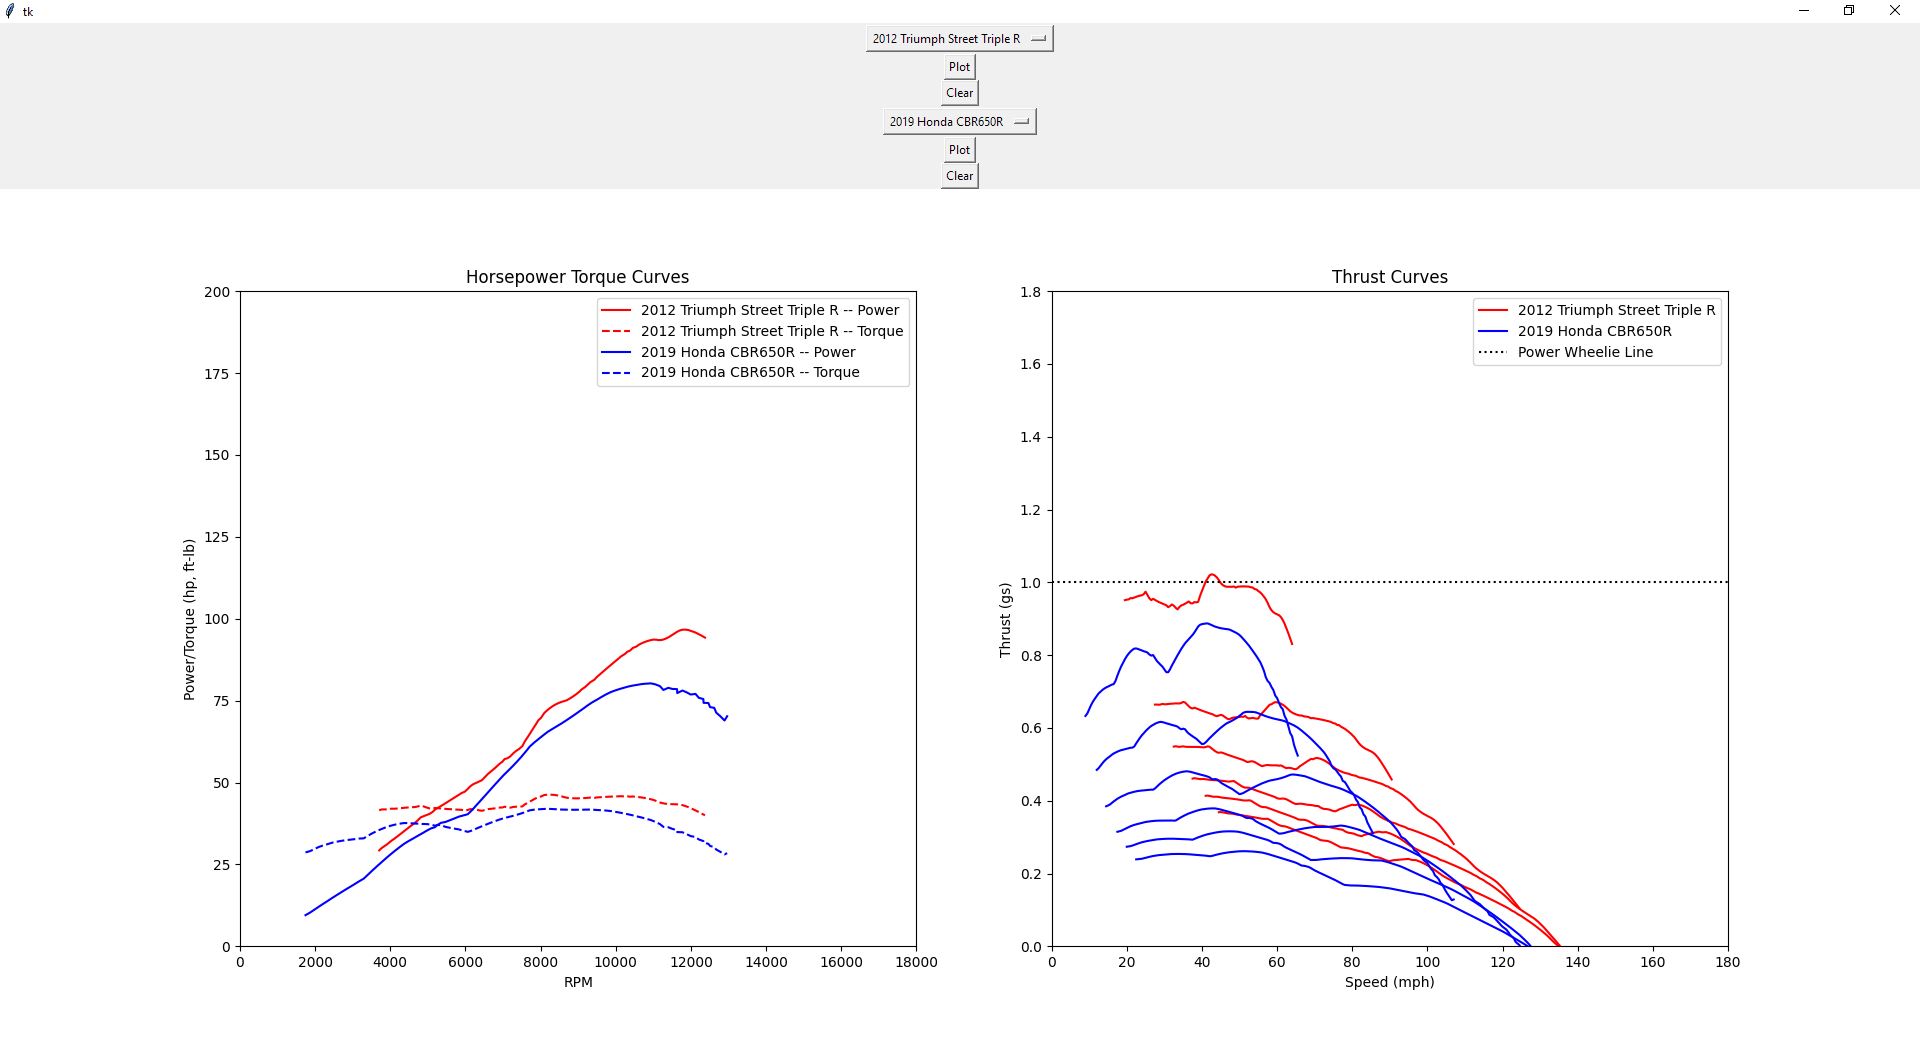 tk
2012 Triumph Street Triple R
Plot
Clear
2019 Honda CBR650R
Plot
Clear
Horsepower Torque Curves
200
175
150
125
100
75
50
25
0
Power/Torque (hp, ft-lb)
2012 Triumph Street Triple R -- Power
2012 Triumph Street Triple R -- Torque
2019 Honda CBR650R -- Power
2019 Honda CBR650R -- Torque
0 2000 4000 6000 8000 10000 12000 14000 16000 18000
RPM
Thrust Curves
1.8
1.6
1.4
1.2
1.0
0.8
0.6
0.4
0.2
0.0
Thrust (gs)
2012 Triumph Street Triple R
2019 Honda CBR650R
Power Wheelie Line
0 20 40 60 80 100 120 140 160 180
Speed (mph)